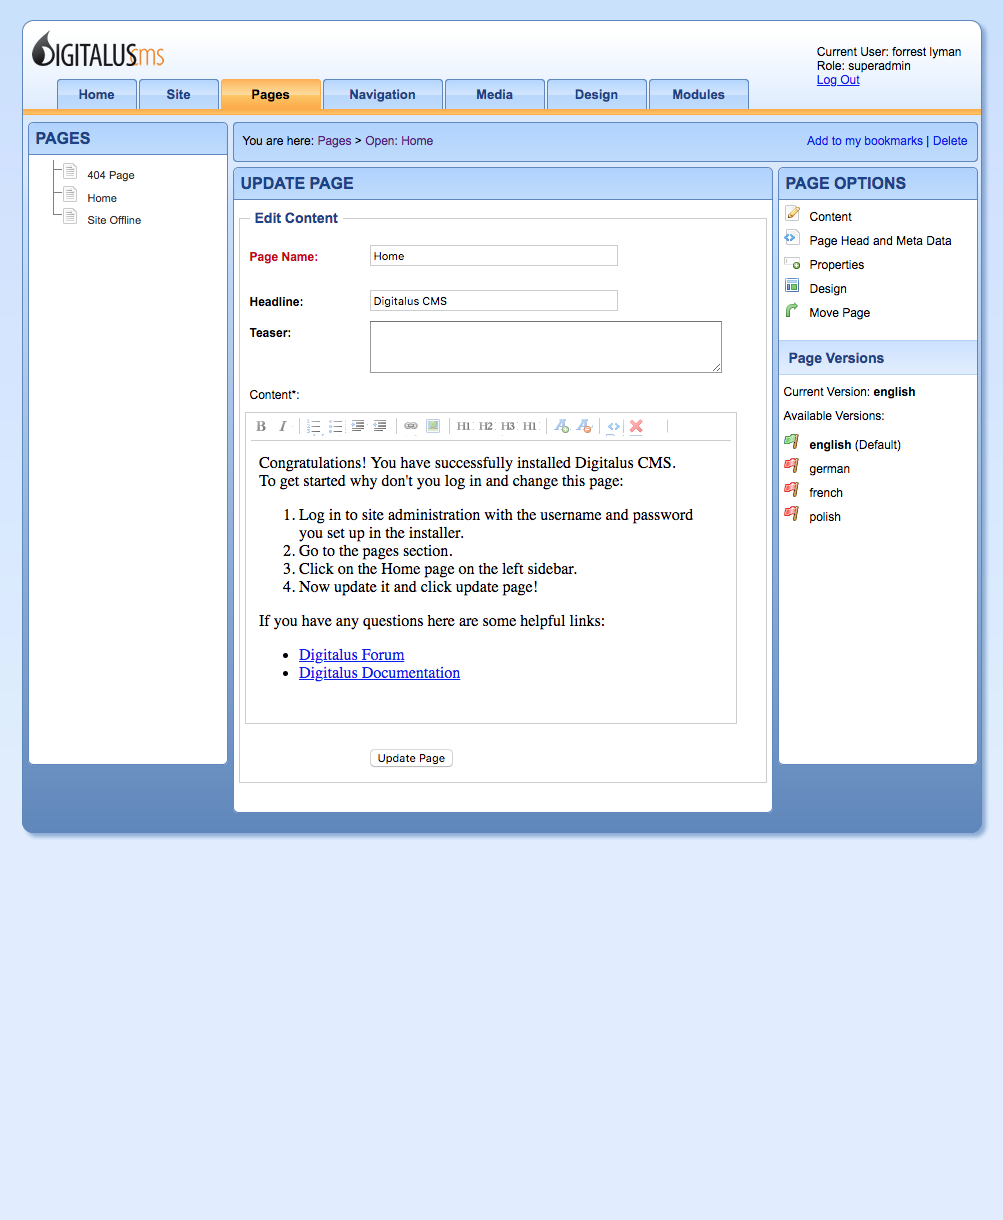 DIGITALUSCMS
Current User: forrest lyman
Role: superadmin
Log Out
Home
Site
Pages
Navigation
Media
Design
Modules
PAGES
404 Page
Home
Site Offline
You are here: Pages > Open: Home
Add to my bookmarks | Delete
UPDATE PAGE
Edit Content
Page Name:
Home
Headline:
Digitalus CMS
Teaser:
Content*:
B I H1 H2 H3 H1
Congratulations! You have successfully installed Digitalus CMS.
To get started why don't you log in and change this page:
1. Log in to site administration with the username and password
you set up in the installer.
2. Go to the pages section.
3. Click on the Home page on the left sidebar.
4. Now update it and click update page!
If you have any questions here are some helpful links:
• Digitalus Forum
• Digitalus Documentation
Update Page
PAGE OPTIONS
Content
Page Head and Meta Data
Properties
Design
Move Page
Page Versions
Current Version: english
Available Versions:
english (Default)
german
french
polish